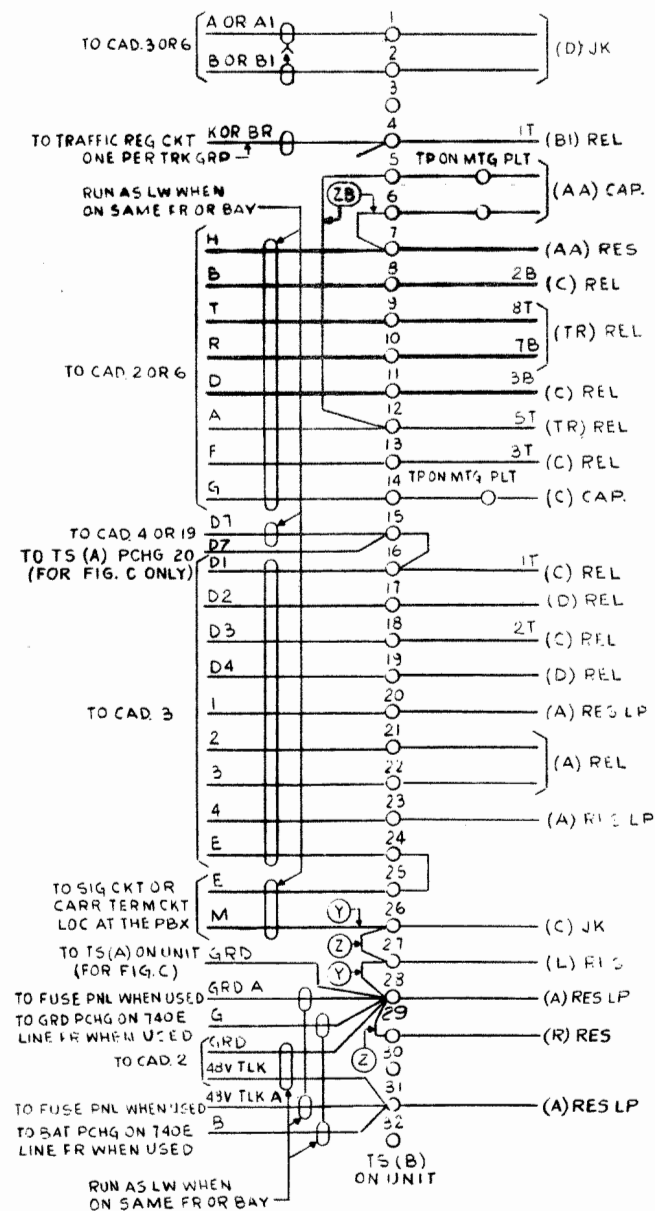 A OR A1
1
TO CAD. 3 OR 6
(D) JK
B OR B1
2
3
4
TO TRAFFIC REG CKT
ONE PER TRK GRP
K OR BR
1T
(B1) REL
5
TP ON MTG PLT
RUN AS LW WHEN
ON SAME FR OR BAY
ZB
6
(AA) CAP.
7
H
(AA) RES
8
B
2B
(C) REL
9
T
8T
(TR) REL
10
R
7B
TO CAD. 2 OR 6
11
D
3B
(C) REL
12
A
5T
(TR) REL
13
F
3T
(C) REL
14
G
TP ON MTG PLT
(C) CAP.
D7
15
TO CAD. 4 OR 19
D7
TO TS (A) PCHG 20
(FOR FIG. C ONLY)
16
D1
1T
(C) REL
17
D2
(D) REL
18
D3
2T
(C) REL
19
D4
(D) REL
20
TO CAD. 3
1
(A) RES LP
21
2
(A) REL
22
3
23
4
(A) RES LP
24
E
25
TO SIG CKT OR
CARR TERM CKT
LOC AT THE PBX
E
26
M
Y
(C) JK
27
Z
TO TS (A) ON UNIT
(FOR FIG. C)
GRD
(L) RES
28
Y
TO FUSE PNL WHEN USED
GRD A
(A) RES LP
29
TO GRD PCHG ON 740E
LINE FR WHEN USED
G
(R) RES
30
Z
TO CAD. 2
GRD
48V TLK
31
TO FUSE PNL WHEN USED
48V TLK A
(A) RES LP
32
TO BAT PCHG ON 740E
LINE FR WHEN USED
B
TS (B)
ON UNIT
RUN AS LW WHEN
ON SAME FR OR BAY